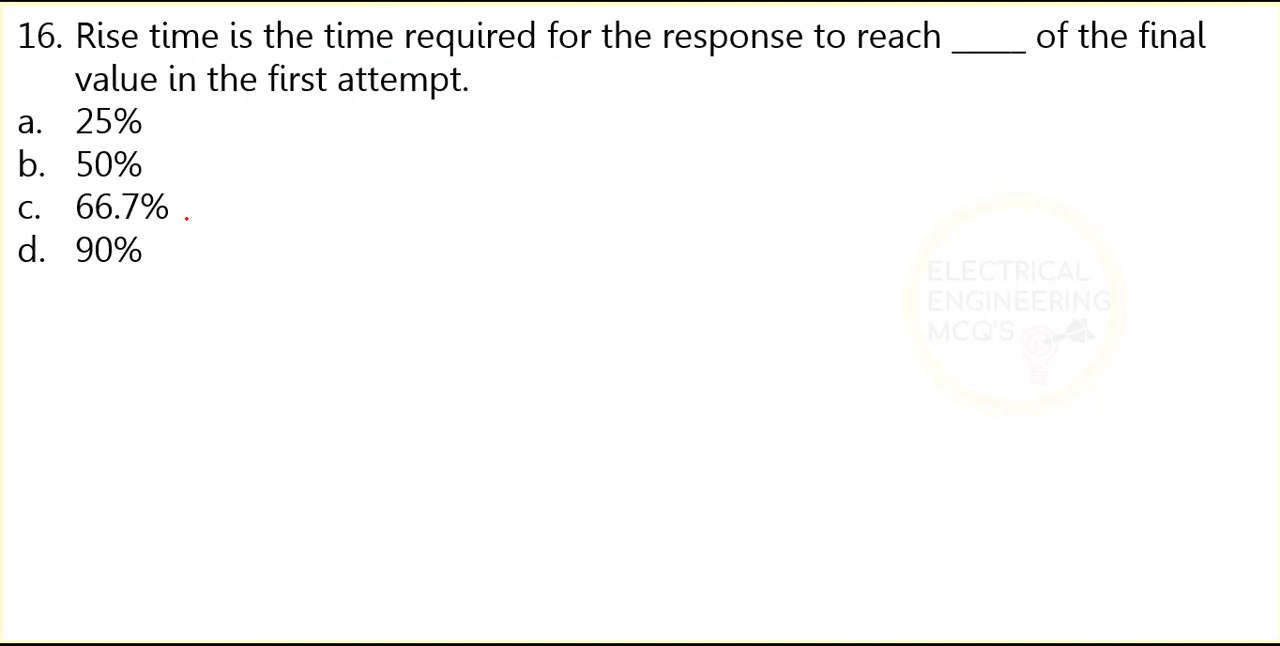 16. Rise time is the time required for the response to reach ____ of the final
value in the first attempt.
a. 25%
b. 50%
c. 66.7% .
d. 90%
ELECTRICAL
ENGINEERING
MCQ'S